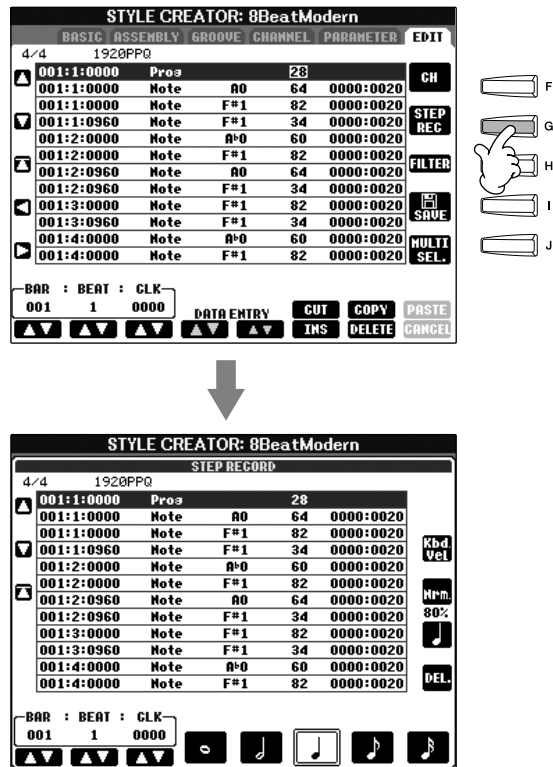 STYLE CREATOR: 8BeatModern
BASIC ASSEMBLY GROOVE CHANNEL PARAMETER EDIT
4/4 1920PPQ
001:1:0000 Prog 28
001:1:0000 Note A0 64 0000:0020
001:1:0000 Note F#1 82 0000:0020
001:1:0960 Note F#1 34 0000:0020
001:2:0000 Note A♭0 60 0000:0020
001:2:0000 Note F#1 82 0000:0020
001:2:0960 Note A0 64 0000:0020
001:2:0960 Note F#1 34 0000:0020
001:3:0000 Note F#1 82 0000:0020
001:3:0960 Note F#1 34 0000:0020
001:4:0000 Note A♭0 60 0000:0020
001:4:0000 Note F#1 82 0000:0020
CH
STEP
REC
FILTER
SAVE
MULTI
SEL.
F
G
H
I
J
BAR : BEAT : CLK
001 1 0000
DATA ENTRY
CUT COPY PASTE
INS DELETE CANCEL
STYLE CREATOR: 8BeatModern
STEP RECORD
4/4 1920PPQ
001:1:0000 Prog 28
001:1:0000 Note A0 64 0000:0020
001:1:0000 Note F#1 82 0000:0020
001:1:0960 Note F#1 34 0000:0020
001:2:0000 Note A♭0 60 0000:0020
001:2:0000 Note F#1 82 0000:0020
001:2:0960 Note A0 64 0000:0020
001:2:0960 Note F#1 34 0000:0020
001:3:0000 Note F#1 82 0000:0020
001:3:0960 Note F#1 34 0000:0020
001:4:0000 Note A♭0 60 0000:0020
001:4:0000 Note F#1 82 0000:0020
Kbd.
Vel
Nrm.
80%
DEL.
BAR : BEAT : CLK
001 1 0000